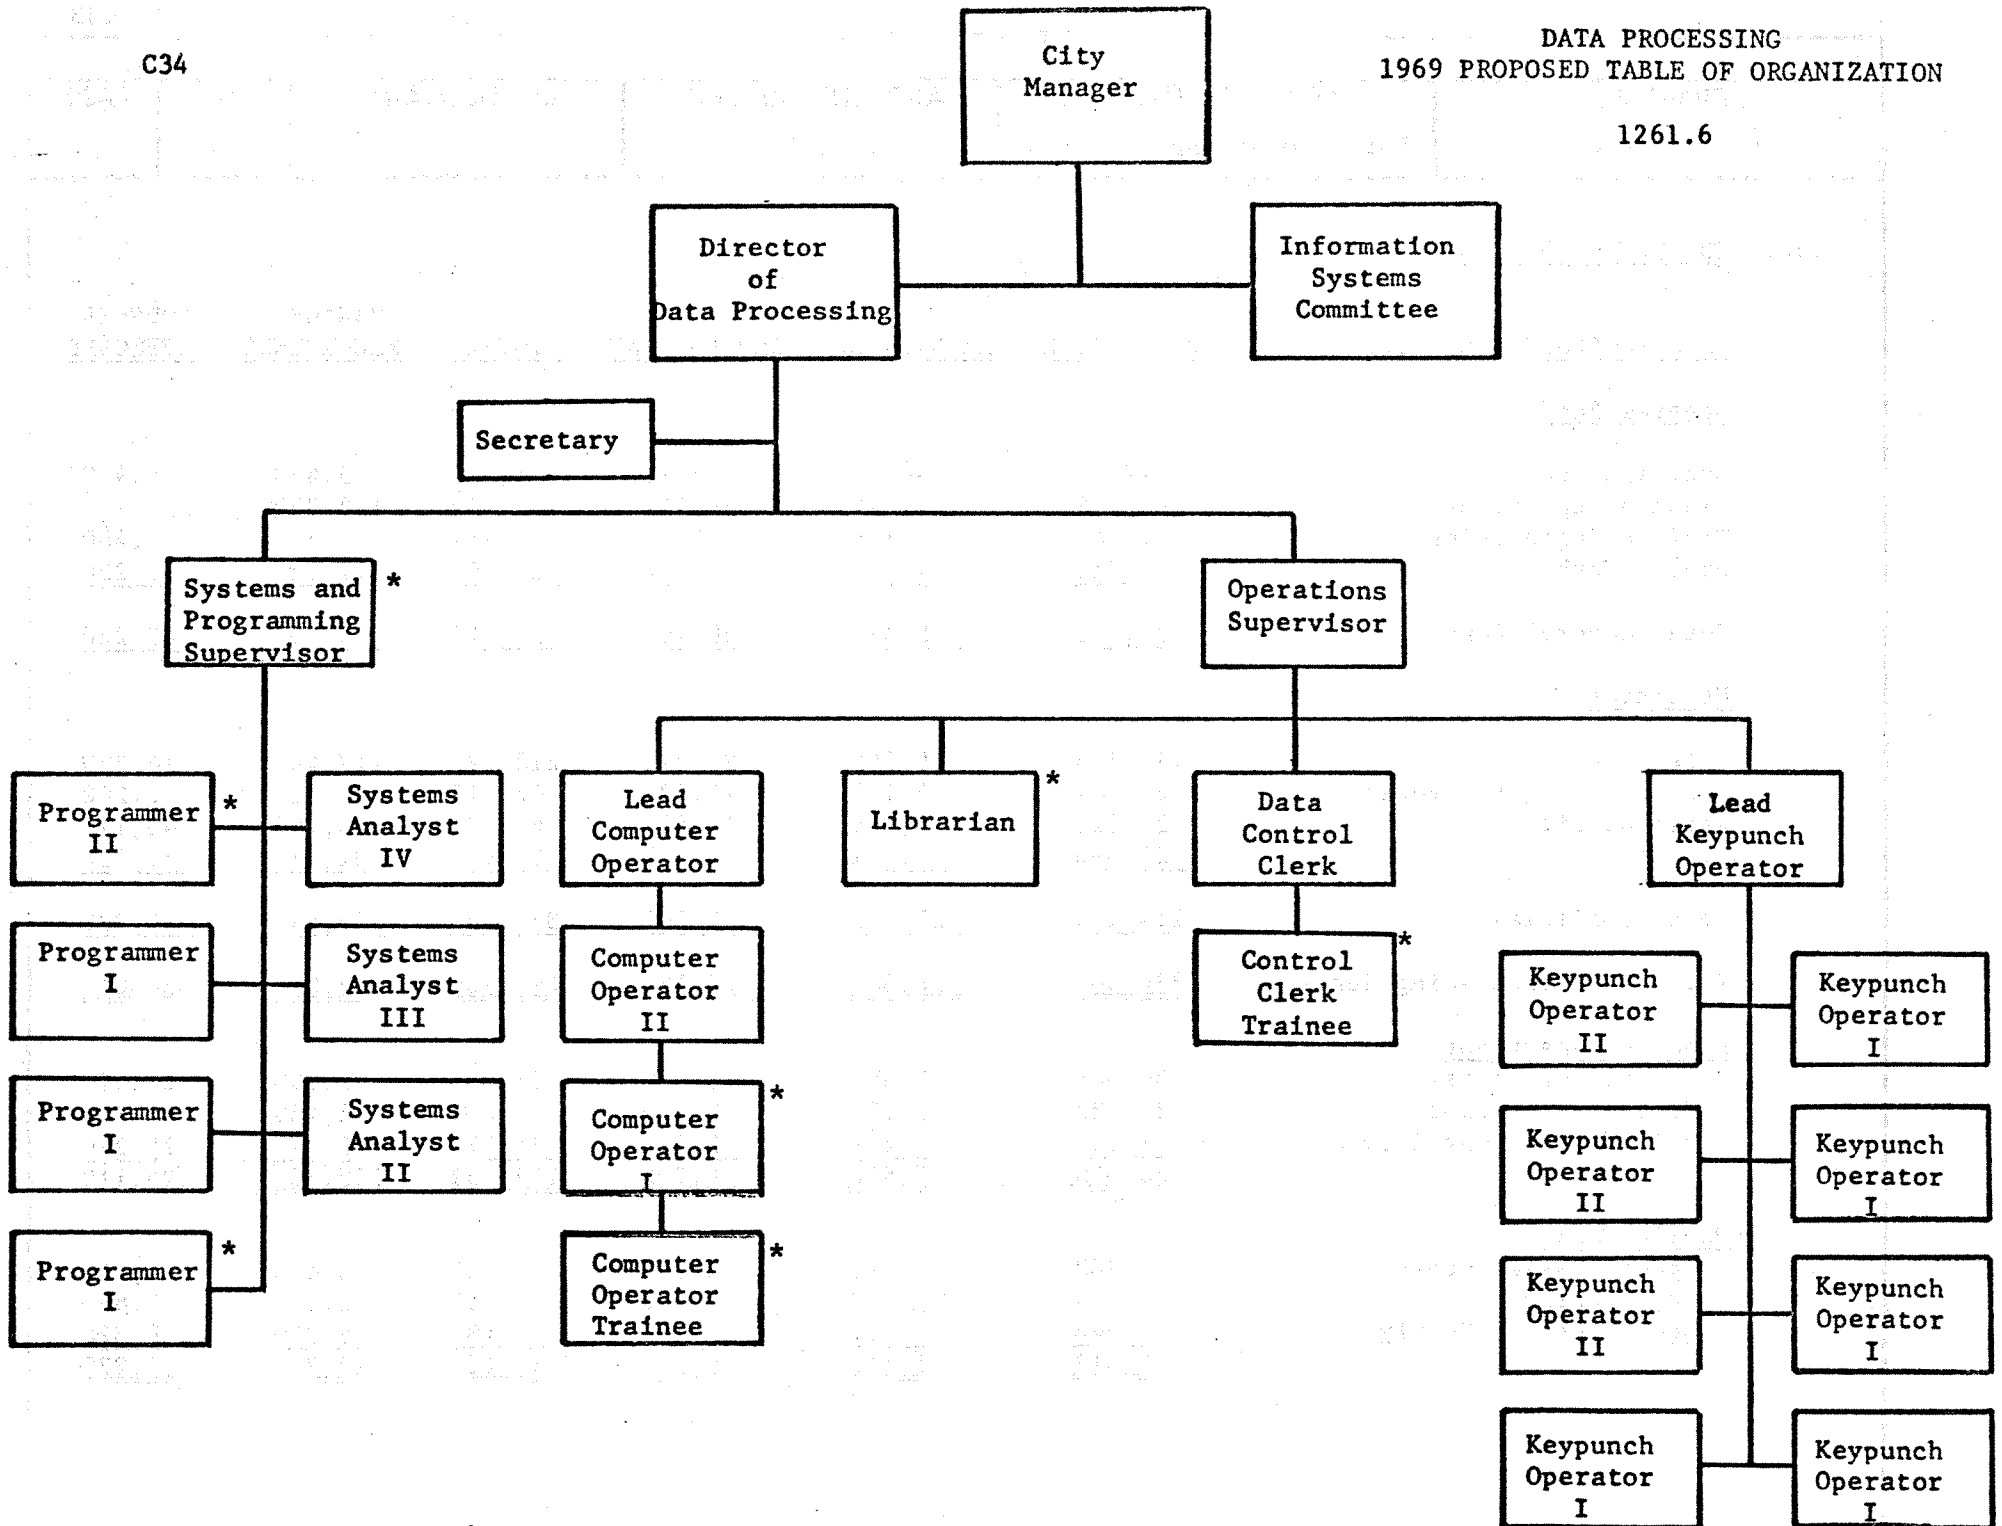 C34
DATA PROCESSING
1969 PROPOSED TABLE OF ORGANIZATION
1261.6
City
Manager
Director
of
Data Processing
Information
Systems
Committee
Secretary
Systems and *
Programming
Supervisor
Operations
Supervisor
Programmer *
II
Systems
Analyst
IV
Programmer
I
Systems
Analyst
III
Programmer
I
Systems
Analyst
II
Programmer *
I
Lead
Computer
Operator
Computer
Operator
II
Computer *
Operator
I
Computer *
Operator
Trainee
Librarian *
Data
Control
Clerk
Control *
Clerk
Trainee
Lead
Keypunch
Operator
Keypunch
Operator
II
Keypunch
Operator
I
Keypunch
Operator
II
Keypunch
Operator
I
Keypunch
Operator
II
Keypunch
Operator
I
Keypunch
Operator
I
Keypunch
Operator
I